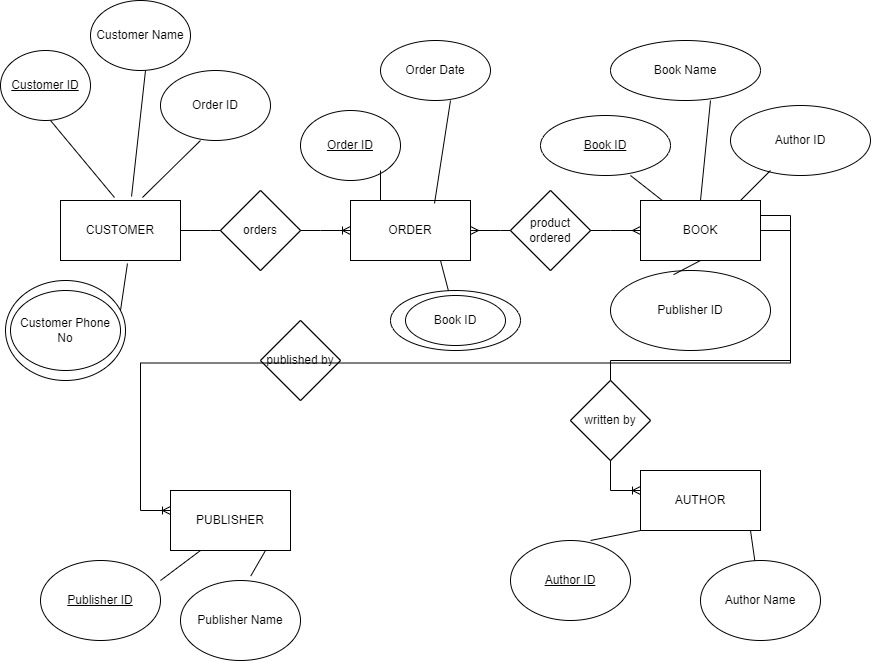 Customer Name
Customer ID
Order ID
Order Date
Book Name
Order ID
Book ID
Author ID
CUSTOMER
orders
ORDER
product
ordered
BOOK
Customer Phone
No
Book ID
Publisher ID
published by
written by
PUBLISHER
AUTHOR
Publisher ID
Publisher Name
Author ID
Author Name